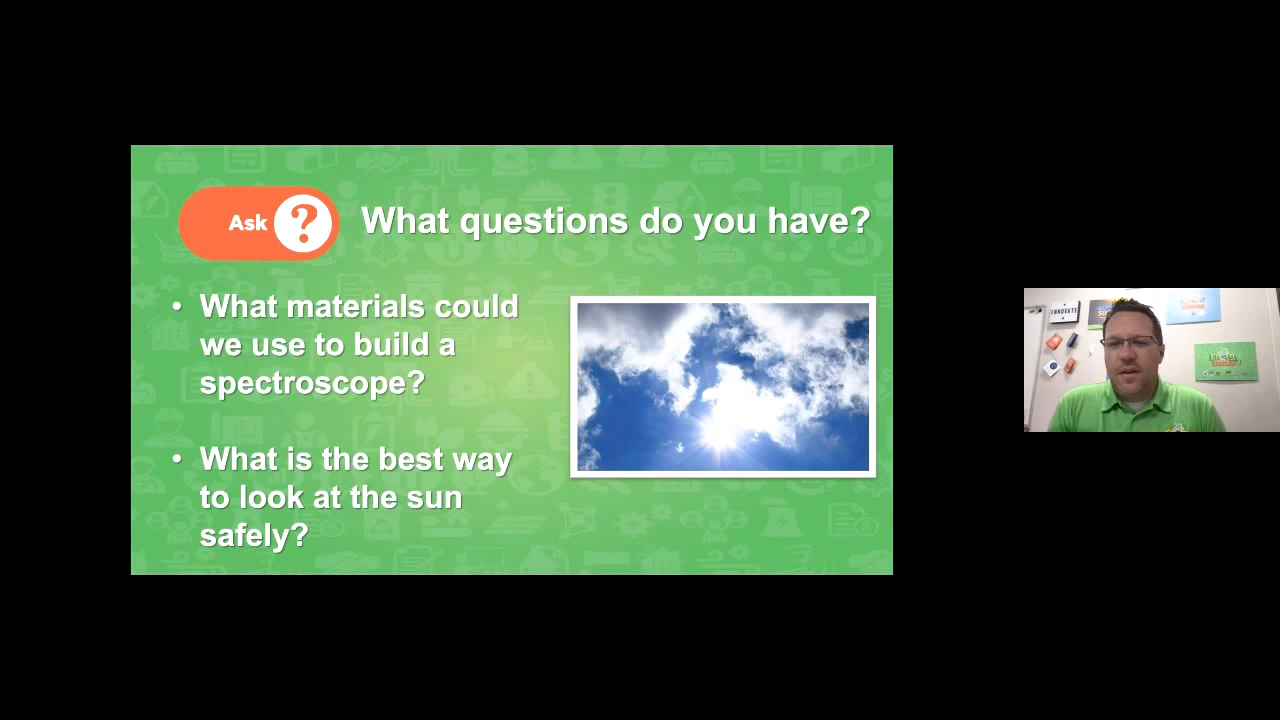 Ask ?
What questions do you have?
• What materials could
we use to build a
spectroscope?
• What is the best way
to look at the sun
safely?
INNOVATE